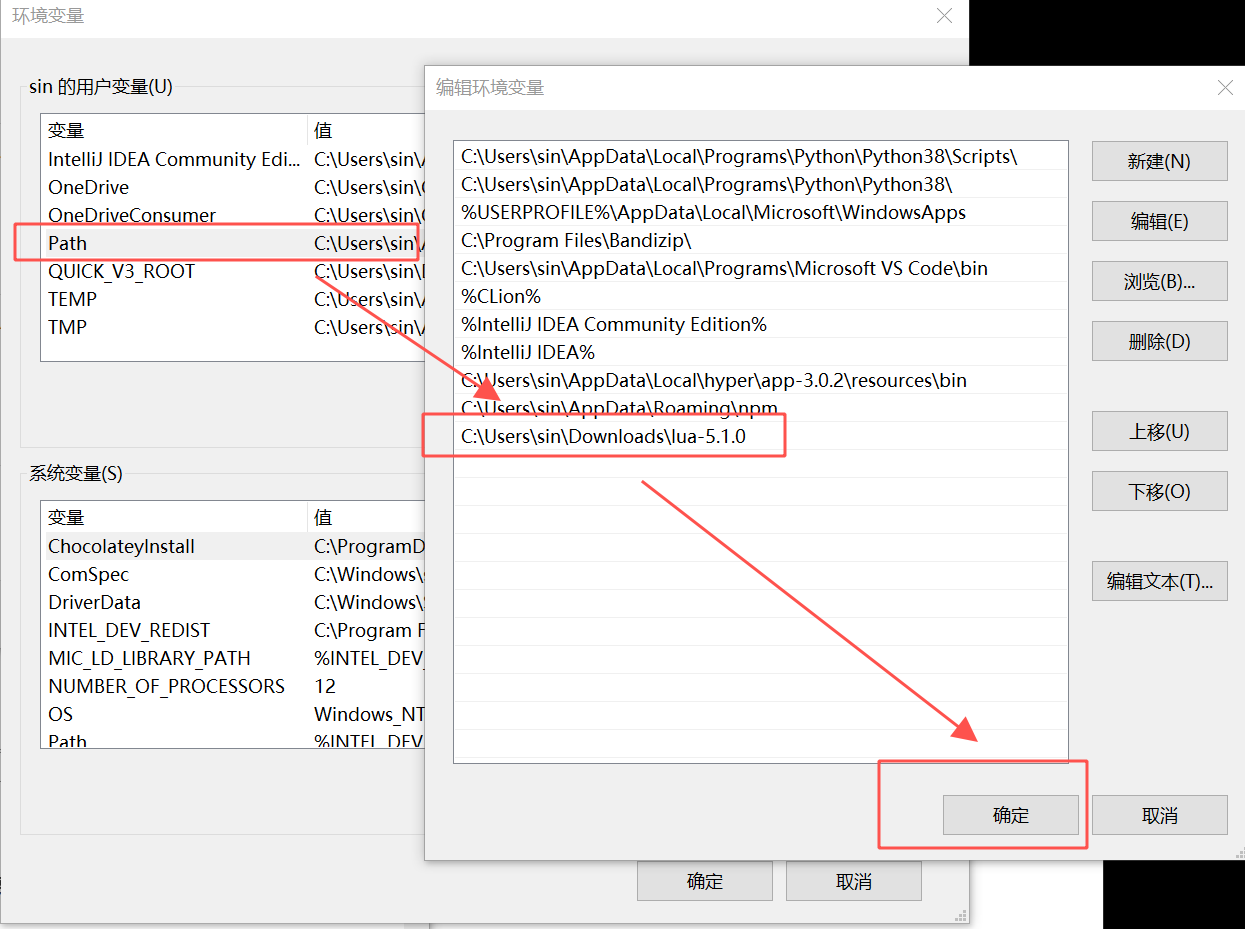 环境变量
sin 的用户变量(U)
变量 值
IntelliJ IDEA Community Edi... C:\Users\sin\
OneDrive C:\Users\sin\
OneDriveConsumer C:\Users\sin\
Path C:\Users\sin\
QUICK_V3_ROOT C:\Users\sin\
TEMP C:\Users\sin\
TMP C:\Users\sin\
系统变量(S)
变量 值
ChocolateyInstall C:\ProgramD
ComSpec C:\Windows\
DriverData C:\Windows\
INTEL_DEV_REDIST C:\Program F
MIC_LD_LIBRARY_PATH %INTEL_DEV_
NUMBER_OF_PROCESSORS 12
OS Windows_NT
Path %INTEL_DEV
确定 取消
编辑环境变量
C:\Users\sin\AppData\Local\Programs\Python\Python38\Scripts\
C:\Users\sin\AppData\Local\Programs\Python\Python38\
%USERPROFILE%\AppData\Local\Microsoft\WindowsApps
C:\Program Files\Bandizip\
C:\Users\sin\AppData\Local\Programs\Microsoft VS Code\bin
%CLion%
%IntelliJ IDEA Community Edition%
%IntelliJ IDEA%
C:\Users\sin\AppData\Local\hyper\app-3.0.2\resources\bin
C:\Users\sin\AppData\Roaming\npm
C:\Users\sin\Downloads\lua-5.1.0
新建(N)
编辑(E)
浏览(B)...
删除(D)
上移(U)
下移(O)
编辑文本(T)...
确定 取消